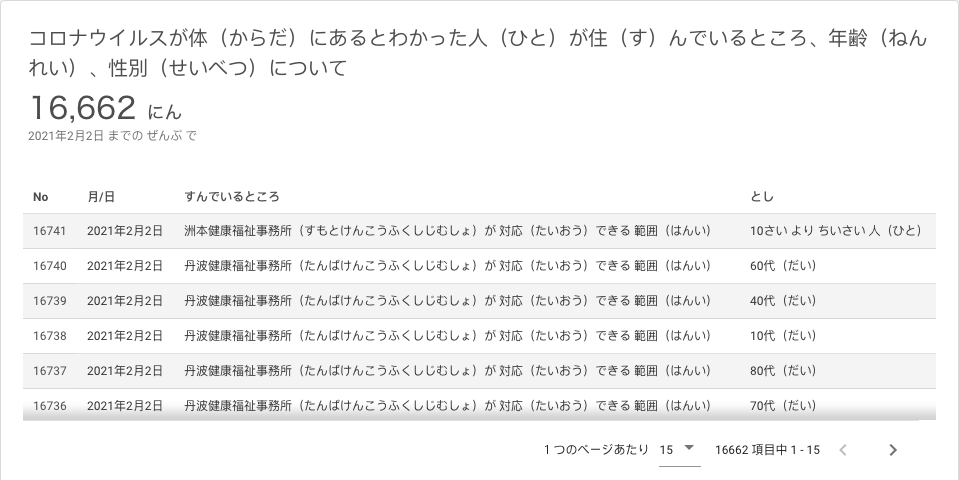 コロナウイルスが体（からだ）にあるとわかった人（ひと）が住（す）んでいるところ、年齢（ねん
れい）、性別（せいべつ）について
16,662 にん
2021年2月2日 までの ぜんぶ で
No 月/日 すんでいるところ とし
16741 2021年2月2日 洲本健康福祉事務所（すもとけんこうふくしじむしょ）が 対応（たいおう）できる 範囲（はんい） 10さい より ちいさい 人（ひと）
16740 2021年2月2日 丹波健康福祉事務所（たんばけんこうふくしじむしょ）が 対応（たいおう）できる 範囲（はんい） 60代（だい）
16739 2021年2月2日 丹波健康福祉事務所（たんばけんこうふくしじむしょ）が 対応（たいおう）できる 範囲（はんい） 40代（だい）
16738 2021年2月2日 丹波健康福祉事務所（たんばけんこうふくしじむしょ）が 対応（たいおう）できる 範囲（はんい） 10代（だい）
16737 2021年2月2日 丹波健康福祉事務所（たんばけんこうふくしじむしょ）が 対応（たいおう）できる 範囲（はんい） 80代（だい）
16736 2021年2月2日 丹波健康福祉事務所（たんばけんこうふくしじむしょ）が 対応（たいおう）できる 範囲（はんい） 70代（だい）
1 つのページあたり 15 16662 項目中 1 - 15